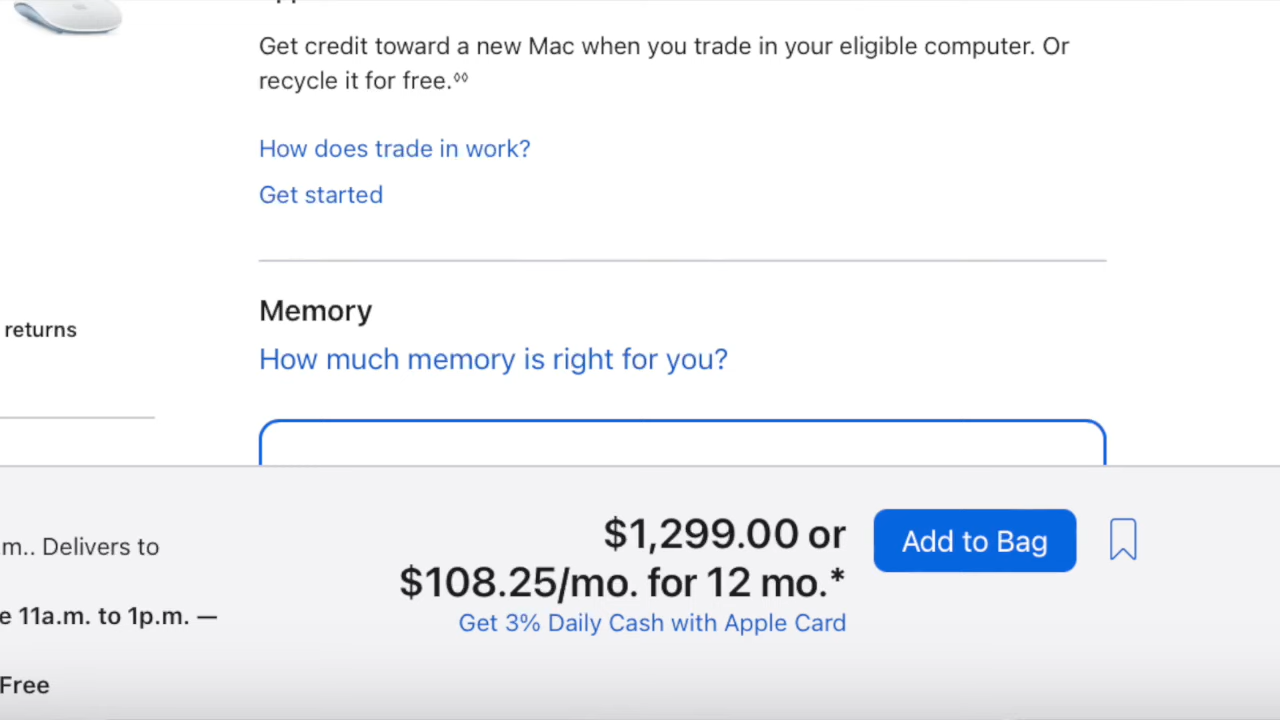 Get credit toward a new Mac when you trade in your eligible computer. Or
recycle it for free.◊◊
How does trade in work?
Get started
Memory
returns
How much memory is right for you?
$1,299.00 or
Add to Bag
m.. Delivers to
$108.25/mo. for 12 mo.*
e 11a.m. to 1p.m. —
Get 3% Daily Cash with Apple Card
Free